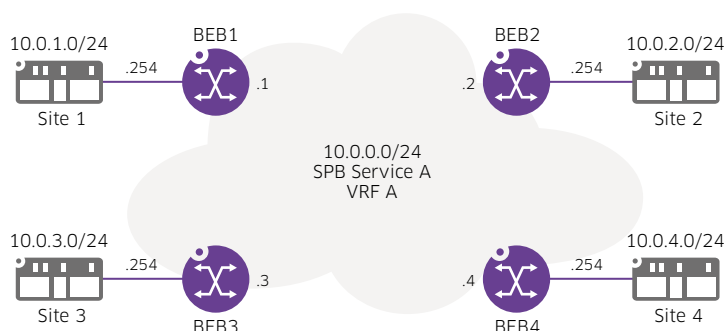 BEB1
BEB2
10.0.1.0/24
.254
.1
.2
.254
10.0.2.0/24
Site 1
Site 2
10.0.0.0/24
SPB Service A
VRF A
10.0.3.0/24
.254
.3
.4
.254
10.0.4.0/24
Site 3
Site 4
BEB3
BEB4